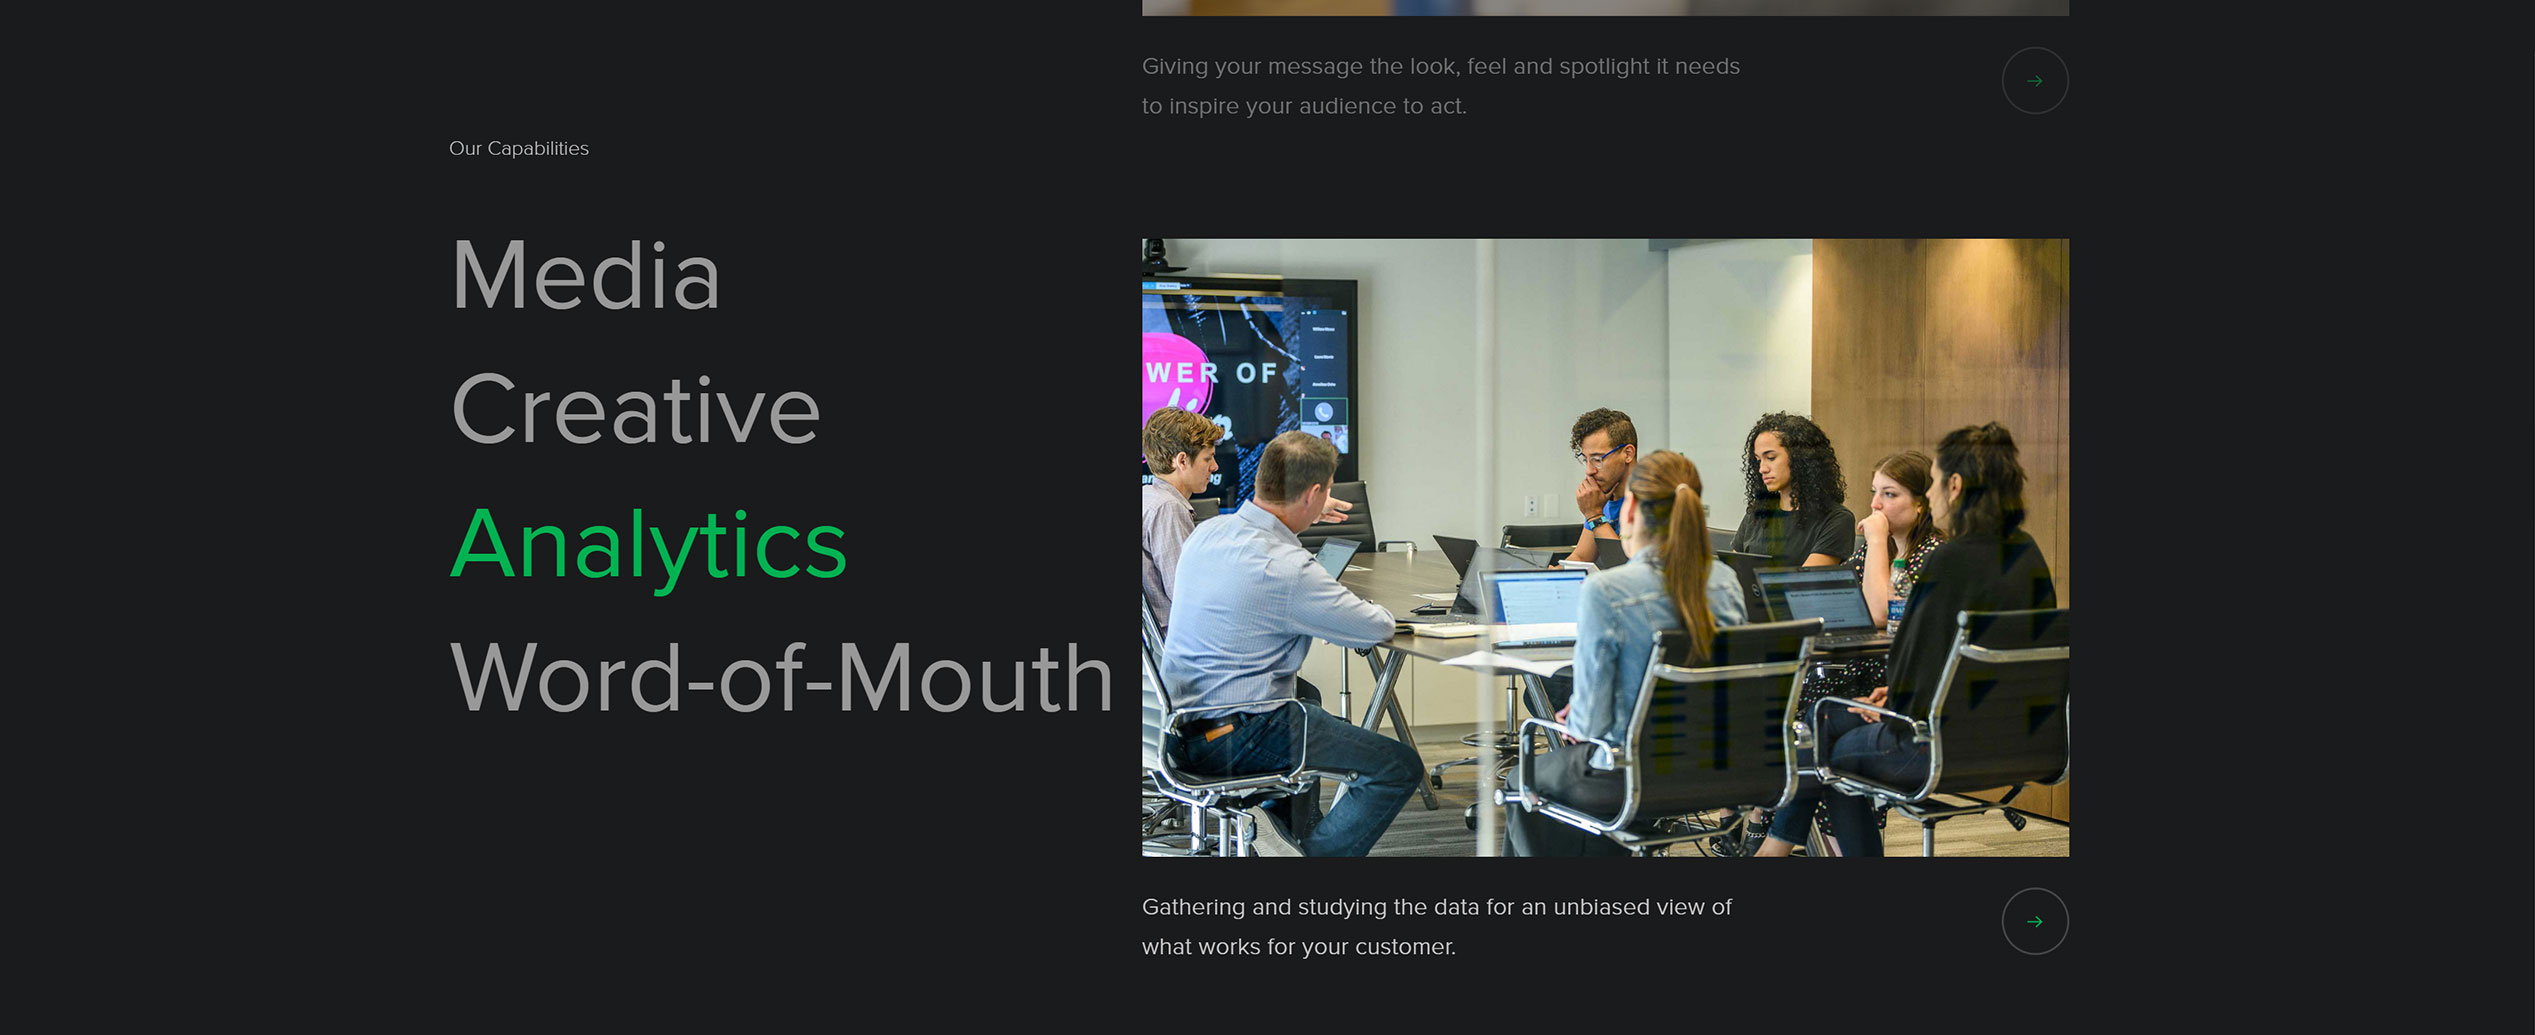 Giving your message the look, feel and spotlight it needs
to inspire your audience to act.
Our Capabilities
Media
Creative
Analytics
Word-of-Mouth
WER OF
Gathering and studying the data for an unbiased view of
what works for your customer.